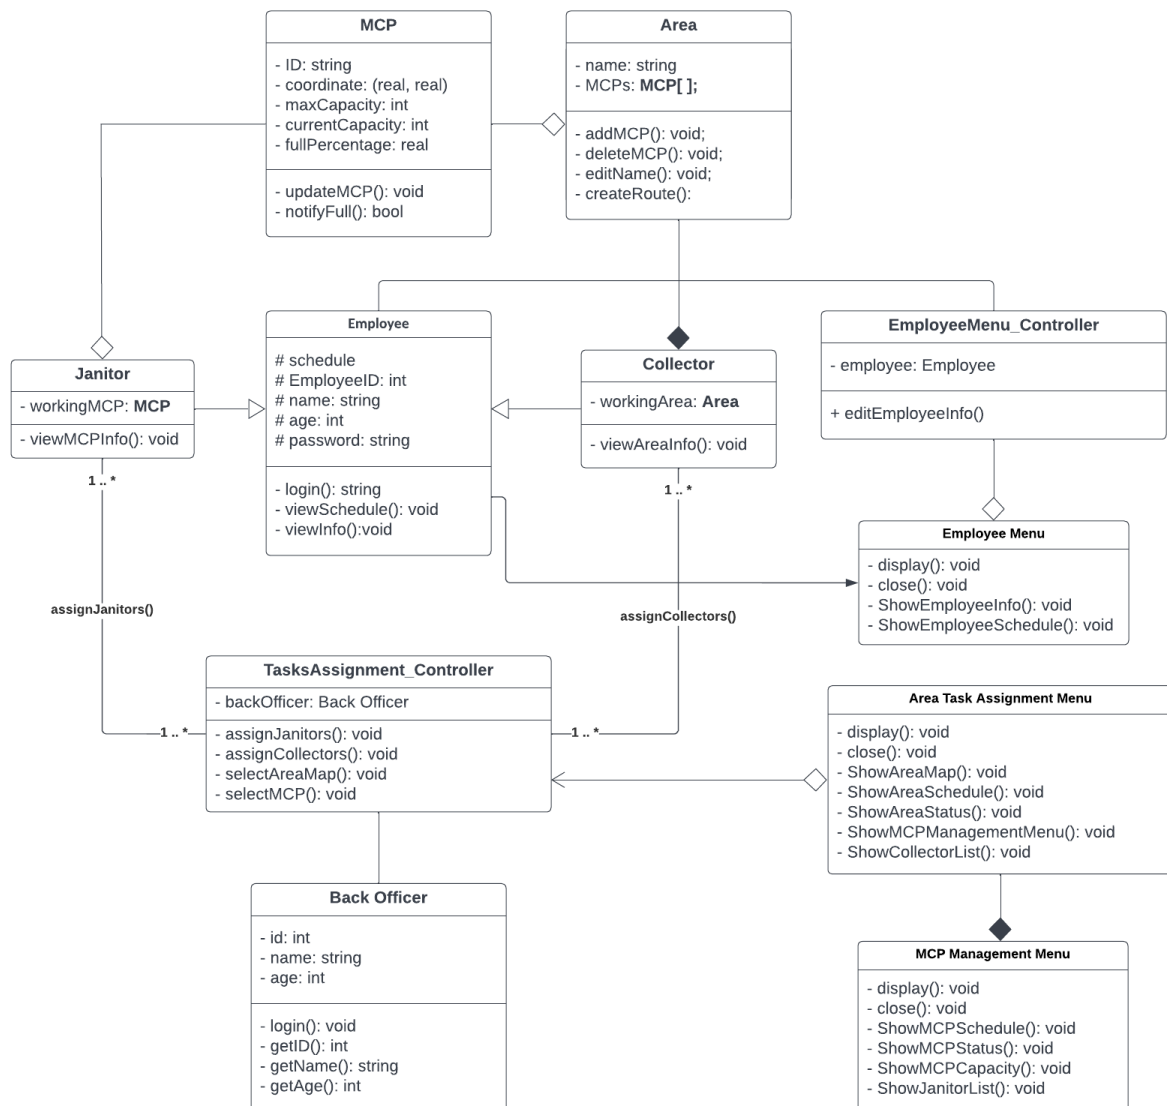 MCP
- ID: string
- coordinate: (real, real)
- maxCapacity: int
- currentCapacity: int
- fullPercentage: real
- updateMCP(): void
- notifyFull(): bool
Area
- name: string
- MCPs: MCP[ ];
- addMCP(): void;
- deleteMCP(): void;
- editName(): void;
- createRoute():
Janitor
- workingMCP: MCP
- viewMCPInfo(): void
Employee
# schedule
# EmployeeID: int
# name: string
# age: int
# password: string
- login(): string
- viewSchedule(): void
- viewInfo():void
Collector
- workingArea: Area
- viewAreaInfo(): void
EmployeeMenu_Controller
- employee: Employee
+ editEmployeeInfo()
1 .. *
1 .. *
Employee Menu
- display(): void
- close(): void
- ShowEmployeeInfo(): void
- ShowEmployeeSchedule(): void
assignJanitors()
assignCollectors()
TasksAssignment_Controller
- backOfficer: Back Officer
- assignJanitors(): void
- assignCollectors(): void
- selectAreaMap(): void
- selectMCP(): void
1 .. *
1 .. *
Area Task Assignment Menu
- display(): void
- close(): void
- ShowAreaMap(): void
- ShowAreaSchedule(): void
- ShowAreaStatus(): void
- ShowMCPManagementMenu(): void
- ShowCollectorList(): void
Back Officer
- id: int
- name: string
- age: int
- login(): void
- getID(): int
- getName(): string
- getAge(): int
MCP Management Menu
- display(): void
- close(): void
- ShowMCPSchedule(): void
- ShowMCPStatus(): void
- ShowMCPCapacity(): void
- ShowJanitorList(): void